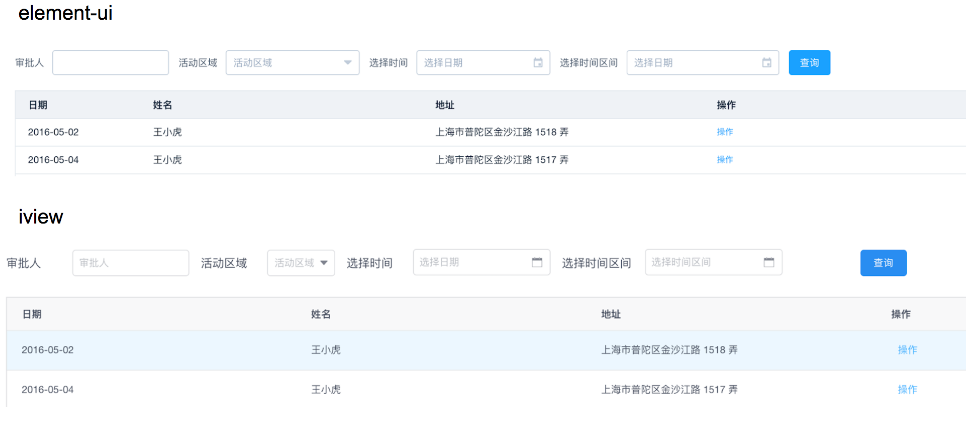 element-ui
审批人 活动区域 活动区域 选择时间 选择日期 选择时间区间 选择日期 查询
日期 姓名 地址 操作
2016-05-02 王小虎 上海市普陀区金沙江路 1518 弄 操作
2016-05-04 王小虎 上海市普陀区金沙江路 1517 弄 操作
iview
审批人 审批人 活动区域 活动区域 选择时间 选择日期 选择时间区间 选择时间区间 查询
日期 姓名 地址 操作
2016-05-02 王小虎 上海市普陀区金沙江路 1518 弄 操作
2016-05-04 王小虎 上海市普陀区金沙江路 1517 弄 操作